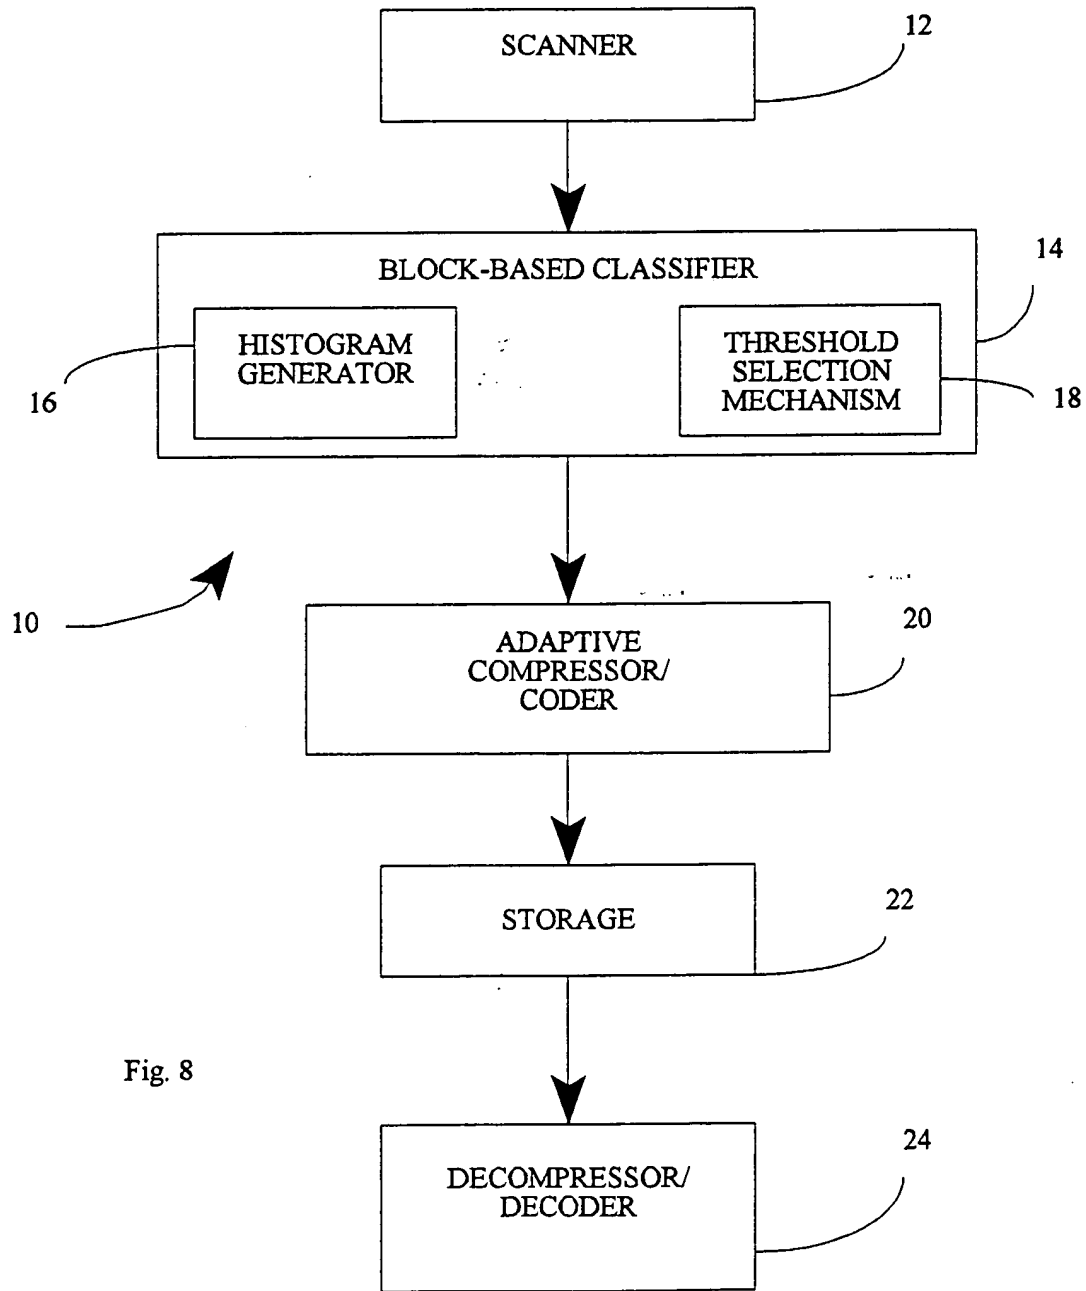 SCANNER
12
BLOCK-BASED CLASSIFIER
14
HISTOGRAM
GENERATOR
16
THRESHOLD
SELECTION
MECHANISM
18
10
ADAPTIVE
COMPRESSOR/
CODER
20
STORAGE
22
Fig. 8
DECOMPRESSOR/
DECODER
24